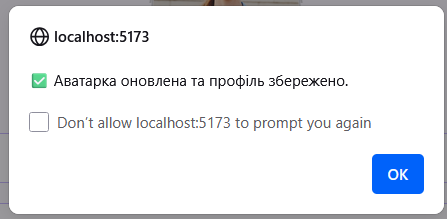 localhost:5173
✅ Аватарка оновлена та профіль збережено.
Don't allow localhost:5173 to prompt you again
OK